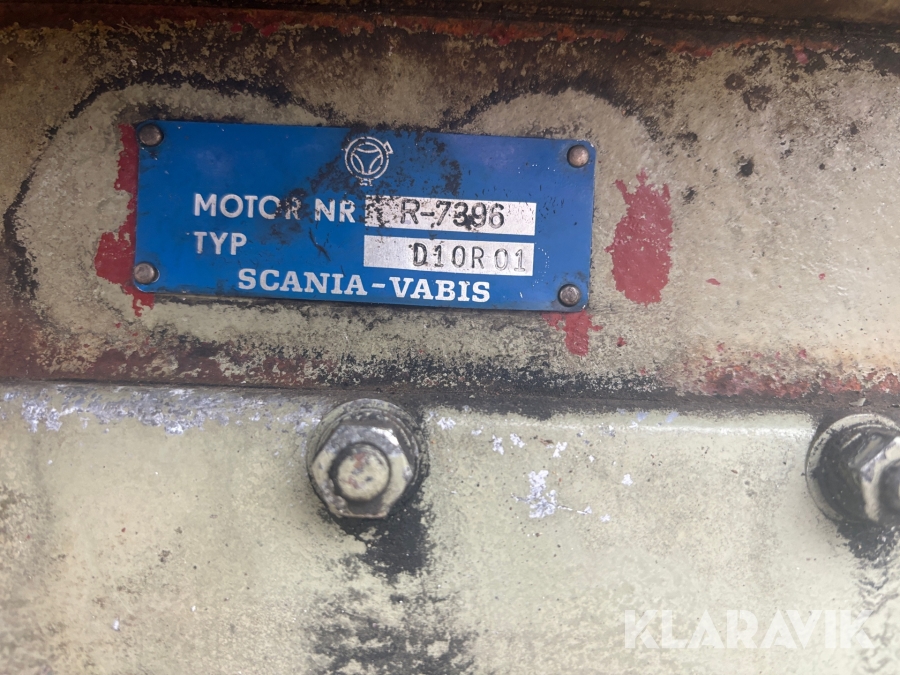 MOTOR NR R-7396
TYP D10R01
SCANIA-VABIS
KLARAVIK